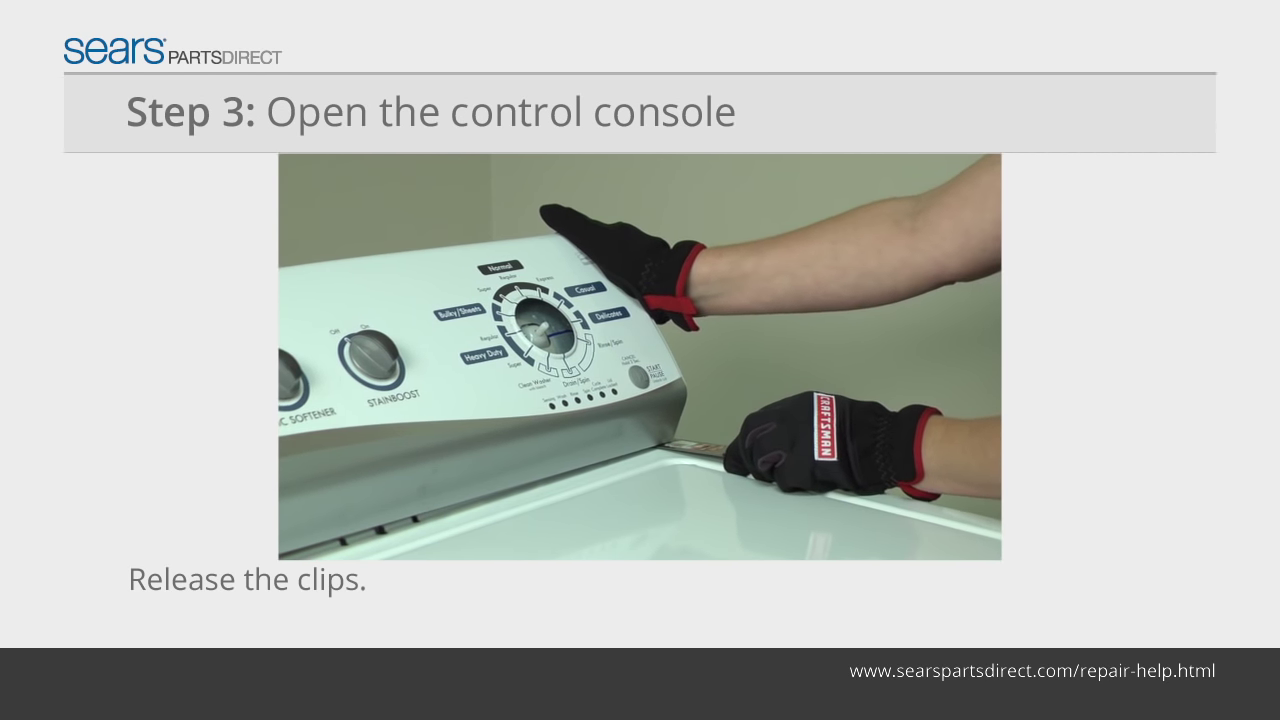 sears PARTSDIRECT
Step 3: Open the control console
Normal
Regular
Super
Express
Casual
Bulky/Sheets
Delicates
Off
On
Regular
Rinse/Spin
Heavy Duty
Super
START
PAUSE
Clean Washer
Drain/Spin
STAINBOOST
C SOFTENER
CRAFTSMAN
Release the clips.
www.searspartsdirect.com/repair-help.html